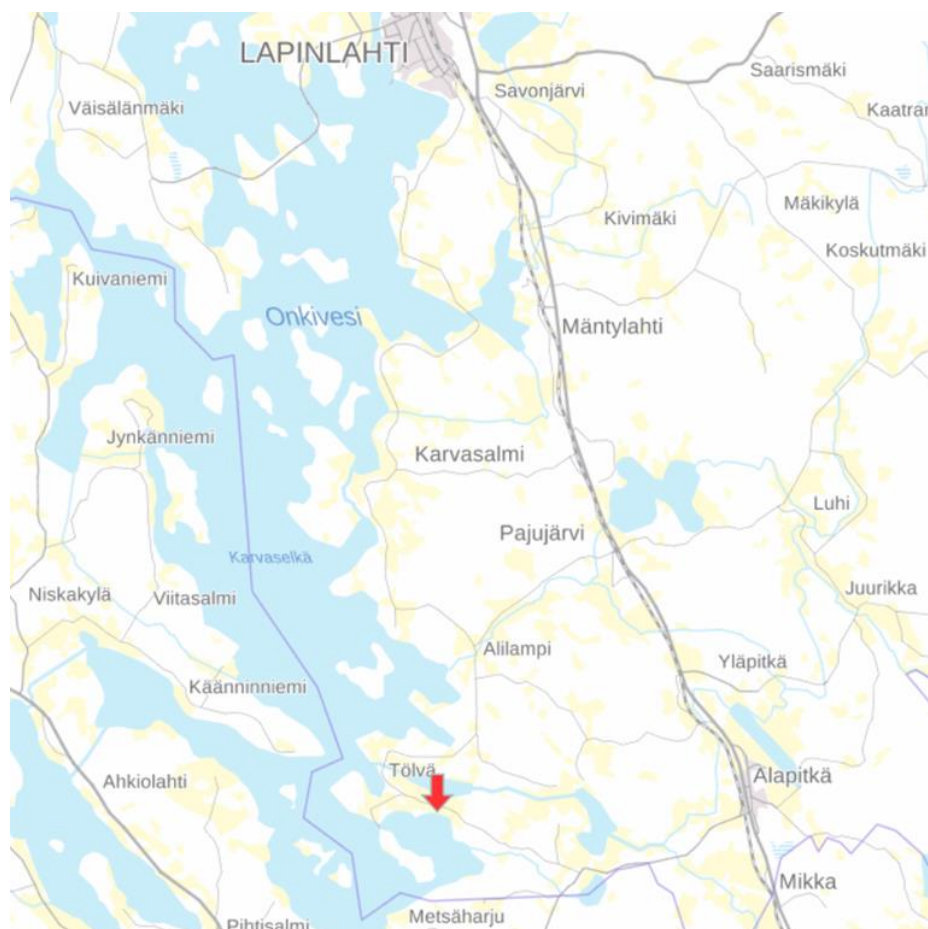 LAPINLAHTI
Saarismäki
Savonjärvi
Väisälänmäki
Mäkikylä
Kivimäki
Koskutmäki
Kuivaniemi
Onkivesi
Mäntylahti
Jynkänniemi
Karvasalmi
Luhi
Pajujärvi
Karvaselkä
Juurikka
Niskakylä
Viitasalmi
Alilampi
Yläpitkä
Käänninniemi
Tölvä
Alapitkä
Ahkiolahti
Mikka
Metsäharju
Pihtisalmi